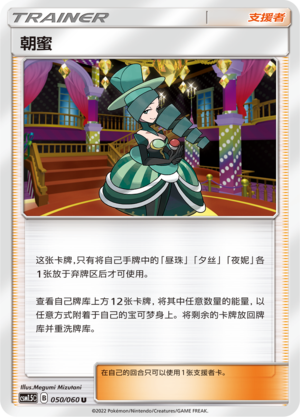 TRAINER
支援者
朝蜜
这张卡牌,只有将自己手牌中的「昼珠」「夕丝」「夜妮」各
1张放于弃牌区后才可使用。
查看自己牌库上方12张卡牌,将其中任意数量的能量,以
任意方式附着于自己的宝可梦身上。将剩余的卡牌放回牌
库并重洗牌库。
Illus.Megumi Mizutani
在自己的回合只可以使用1张支援者卡。
CSM1.5C B 050/060 U
©2022 Pokémon/Nintendo/Creatures/GAME FREAK.